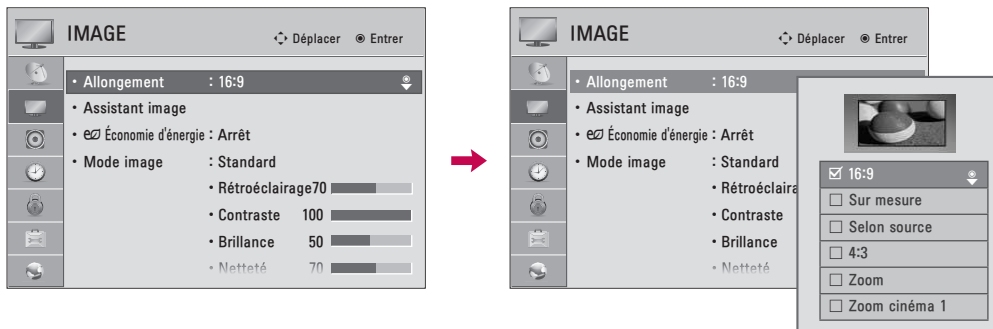 IMAGE
Déplacer Entrer
• Allongement : 16:9
• Assistant image
• Économie d'énergie : Arrêt
• Mode image : Standard
• Rétroéclairage70
• Contraste 100
• Brillance 50
• Netteté 70
IMAGE
Déplacer Entrer
• Allongement : 16:9
• Assistant image
• Économie d'énergie : Arrêt
• Mode image : Standard
• Rétroéclaira
• Contraste
• Brillance
• Netteté
16:9
Sur mesure
Selon source
4:3
Zoom
Zoom cinéma 1